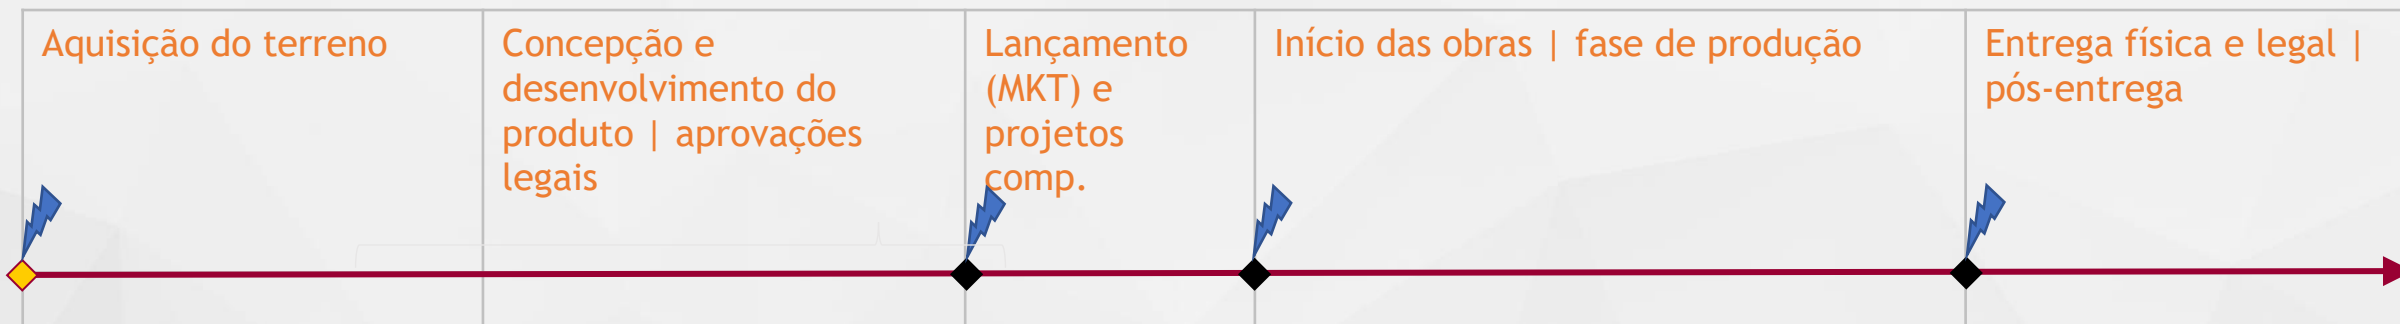 Aquisição do terreno
Concepção e
desenvolvimento do
produto | aprovações
legais
Lançamento
(MKT) e
projetos
comp.
Início das obras | fase de produção
Entrega física e legal |
pós-entrega